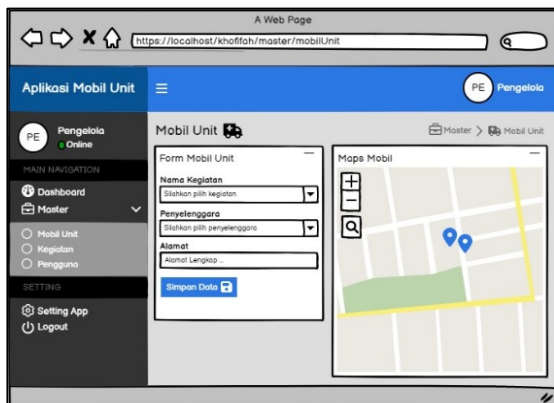 A Web Page
https://localhost/khofifah/master/mobilUnit
Aplikasi Mobil Unit
PE Pengelola
PE Pengelola
Online
Mobil Unit
Master > Mobil Unit
MAIN NAVIGATION
Dashboard
Master
Mobil Unit
Kegiatan
Pengguna
SETTING
Setting App
Logout
Form Mobil Unit
Nama Kegiatan
Silahkan pilih kegiatan
Penyelenggara
Silahkan pilih penyelenggara
Alamat
Alamat Lengkap ...
Simpan Data
Maps Mobil